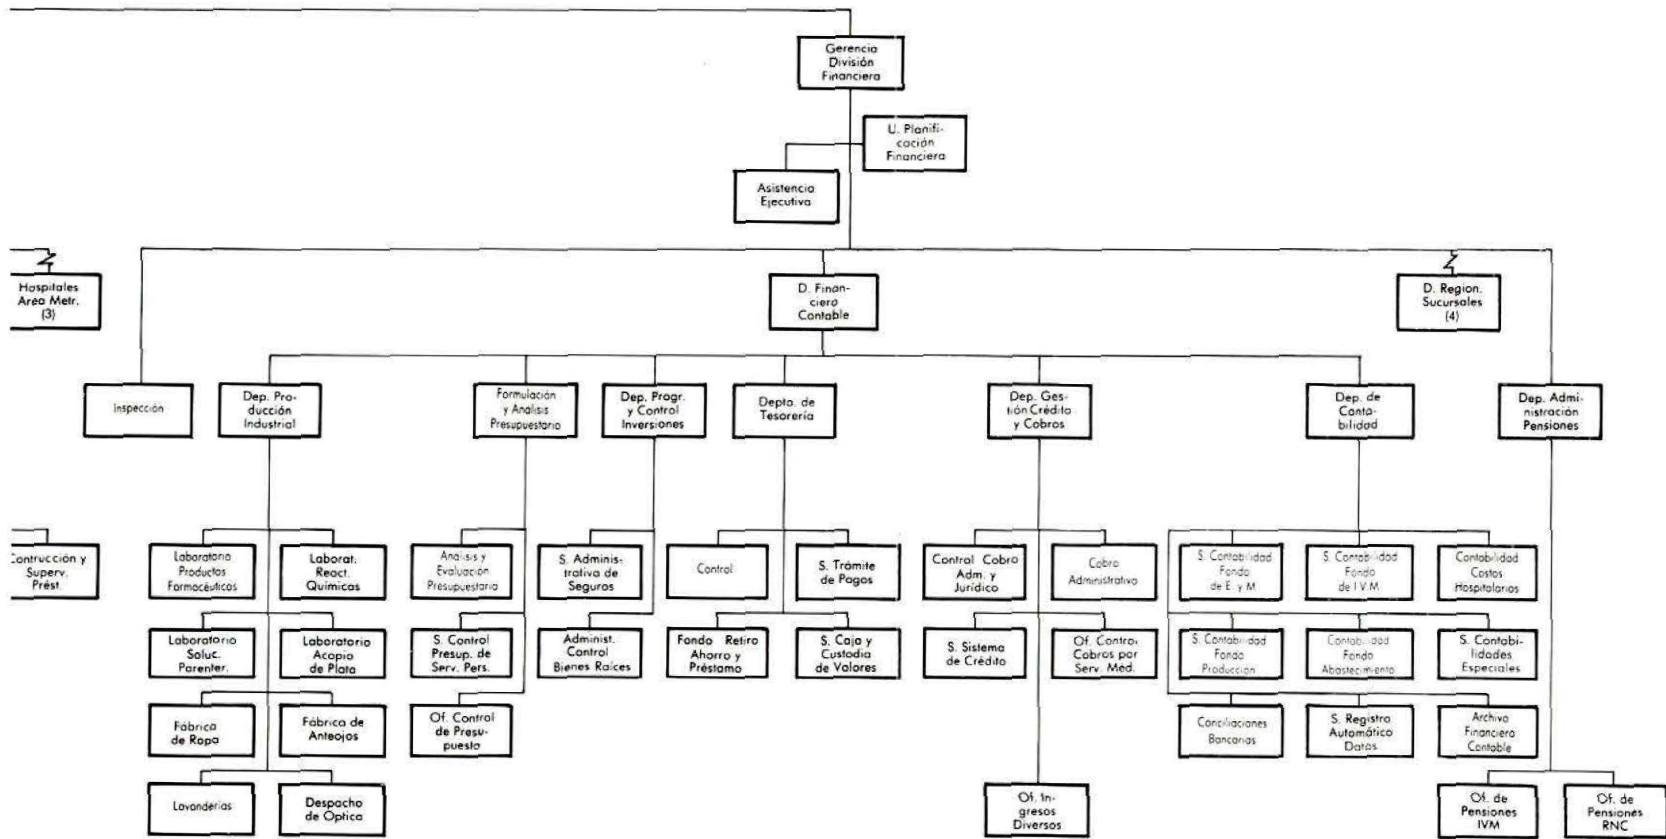 Gerencia
División
Financiera
U. Planifi-
cación
Financiera
Asistencia
Ejecutiva
Hospitales
Area Metr.
(3)
D. Finan-
ciero
Contable
D. Region.
Sucursales
(4)
Inspección
Dep. Pro-
ducción
Industrial
Formulación
y Análisis
Presupuestario
Dep. Progr.
y Control
Inversiones
Depto. de
Tesorería
Dep. Ges-
tión Crédito
y Cobros
Dep. de
Conta-
bilidad
Dep. Admi-
nistración
Pensiones
Contrucción y
Superv.
Prést.
Laboratorio
Productos
Farmacéuticos
Laborat.
React.
Químicas
Analisis y
Evaluación
Presupuestaria
S. Adminis-
trativa de
Seguros
Control
S. Trámite
de Pagos
Control Cobro
Adm. y
Jurídico
Cobro
Administrativo
S. Contabilidad
Fondo
de E. y M
S. Contabilidad
Fondo
de I.V.M
Contabilidad
Costos
Hospitalarios
Laboratorio
Soluc.
Parenter.
Laboratorio
Acopio
de Plata
S. Control
Presup. de
Serv. Pers.
Administ.
Control
Bienes Raíces
Fondo Retiro
Ahorro y
Préstamo
S. Caja y
Custodia
de Valores
S. Sistema
de Crédito
Of. Control
Cobros por
Serv. Med.
S. Contabilidad
Fondo
Producción
Contabilidad
Fondo
Abastecimiento
S. Contabi-
lidades
Especiales
Fábrica
de Ropa
Fábrica de
Anteojos
Of. Control
de Presu-
puesto
Conciliaciones
Bancarias
S. Registro
Automático
Datos
Archivo
Financiero
Contable
Lavanderías
Despacho
de Optica
Of. In-
gresos
Diversos
Of. de
Pensiones
IVM
Of. de
Pensiones
RNC